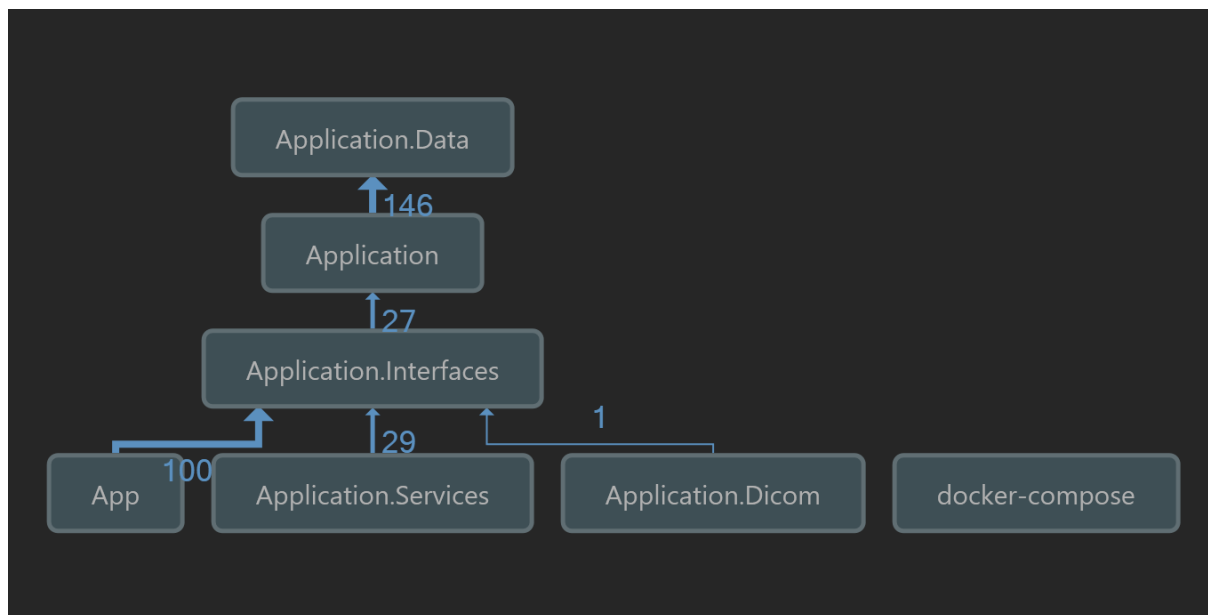 Application.Data
146
Application
27
Application.Interfaces
1
29
100
App
Application.Services
Application.Dicom
docker-compose